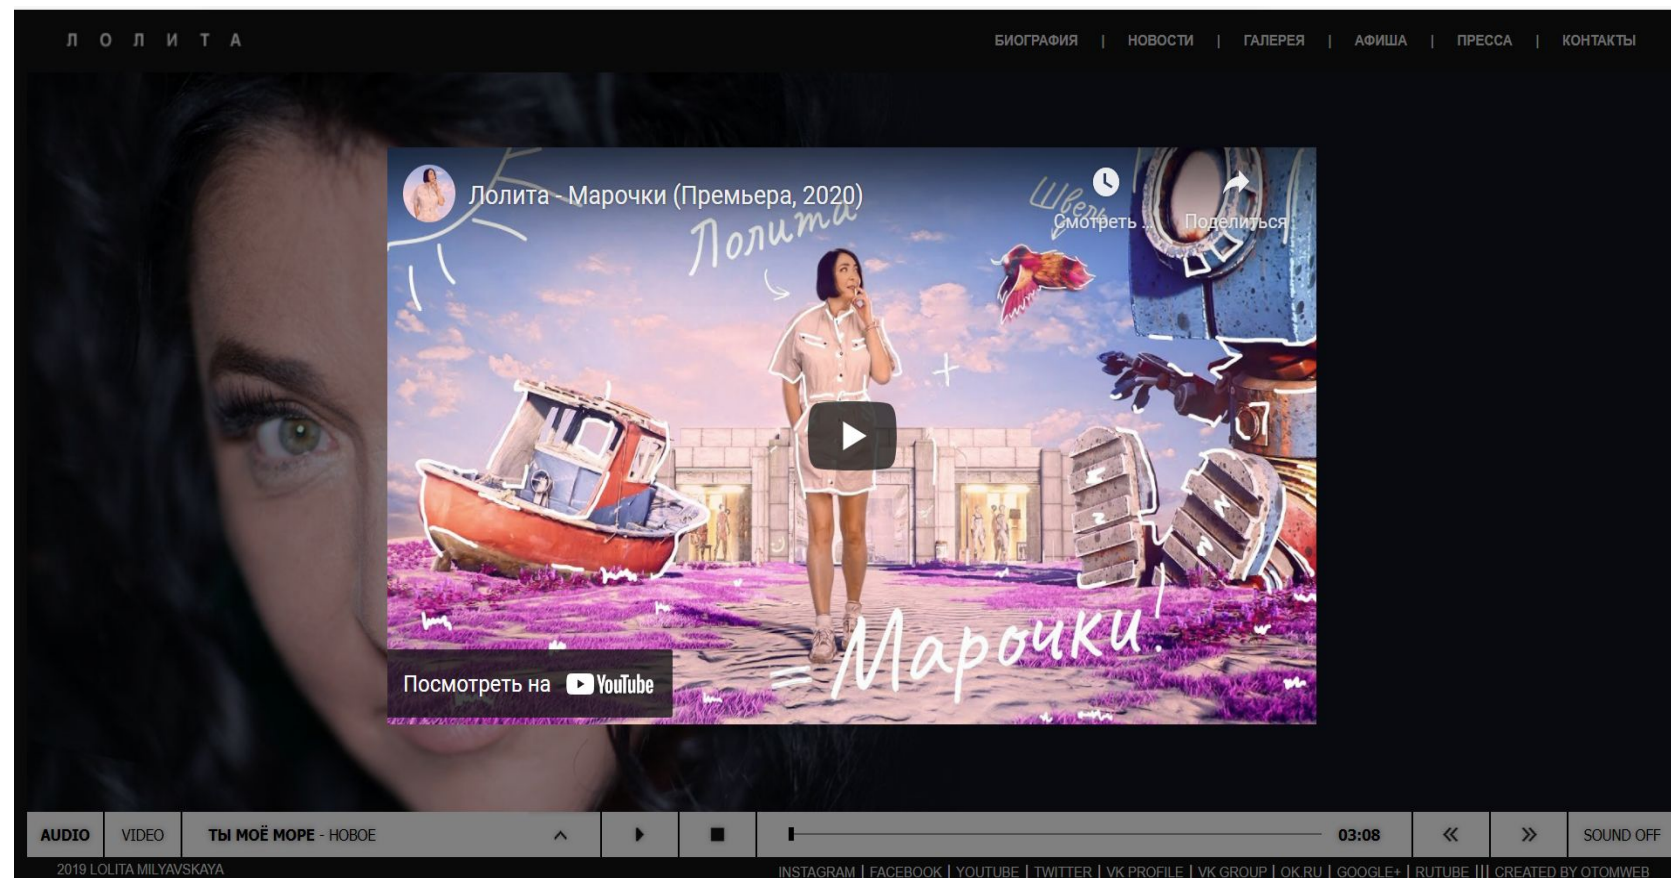 ЛОЛИТА
БИОГРАФИЯ | НОВОСТИ | ГАЛЕРЕЯ | АФИША | ПРЕССА | КОНТАКТЫ
Лолита - Марочки (Премьера, 2020)
Смотреть ...
Поделиться
Лолита
Швепс
= Марочки!
Посмотреть на YouTube
AUDIO
VIDEO
ТЫ МОЁ МОРЕ - НОВОЕ
03:08
SOUND OFF
2019 LOLITA MILYAVSKAYA
INSTAGRAM | FACEBOOK | YOUTUBE | TWITTER | VK PROFILE | VK GROUP | OK RU | GOOGLE+ | RUTUBE ||| CREATED BY OTOMWEB